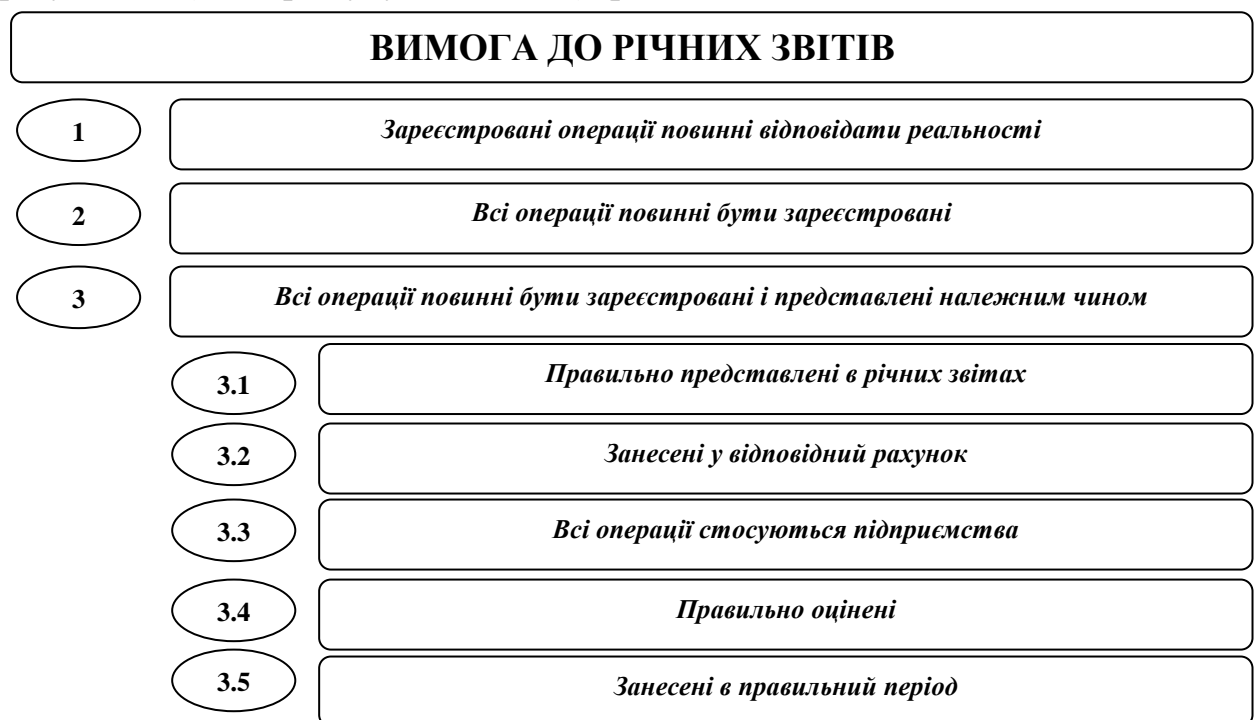 ВИМОГА ДО РІЧНИХ ЗВІТІВ
1 Зареєстровані операції повинні відповідати реальності
2 Всі операції повинні бути зареєстровані
3 Всі операції повинні бути зареєстровані і представлені належним чином
3.1 Правильно представлені в річних звітах
3.2 Занесені у відповідний рахунок
3.3 Всі операції стосуються підприємства
3.4 Правильно оцінені
3.5 Занесені в правильний період